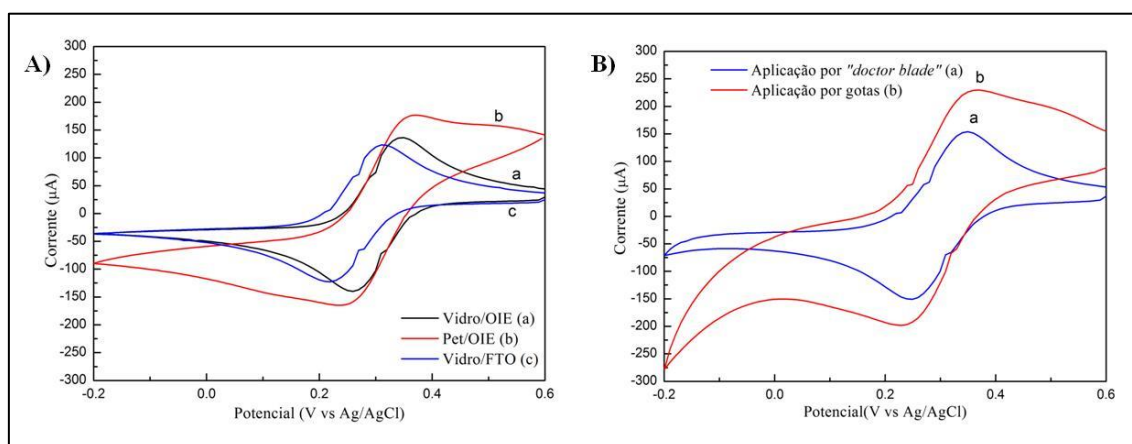 A)
300
250
200
150
100
50
0
-50
-100
-150
-200
-250
-300
Corrente (µA)
b
a
c
Vidro/OIE (a)
Pet/OIE (b)
Vidro/FTO (c)
-0.2 0.0 0.2 0.4 0.6
Potencial (V vs Ag/AgCl)
B)
300
250
200
150
100
50
0
-50
-100
-150
-200
-250
-300
Corrente (µA)
Aplicação por "doctor blade" (a)
Aplicação por gotas (b)
b
a
-0.2 0.0 0.2 0.4 0.6
Potencial(V vs Ag/AgCl)